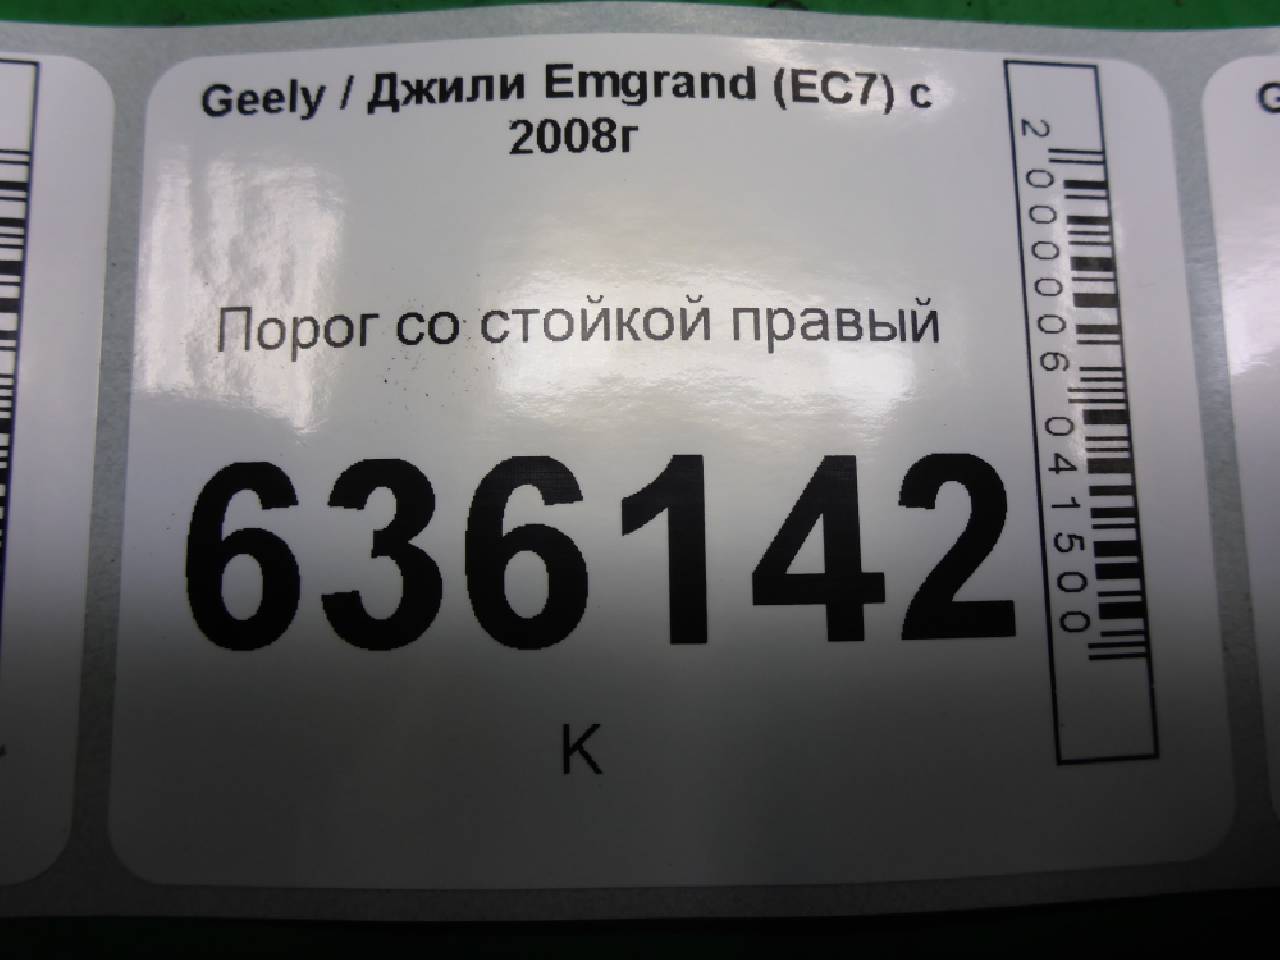 Geely / Джили Emgrand (EC7) с
2008г
Порог со стойкой правый
636142
К
2000006041500
G